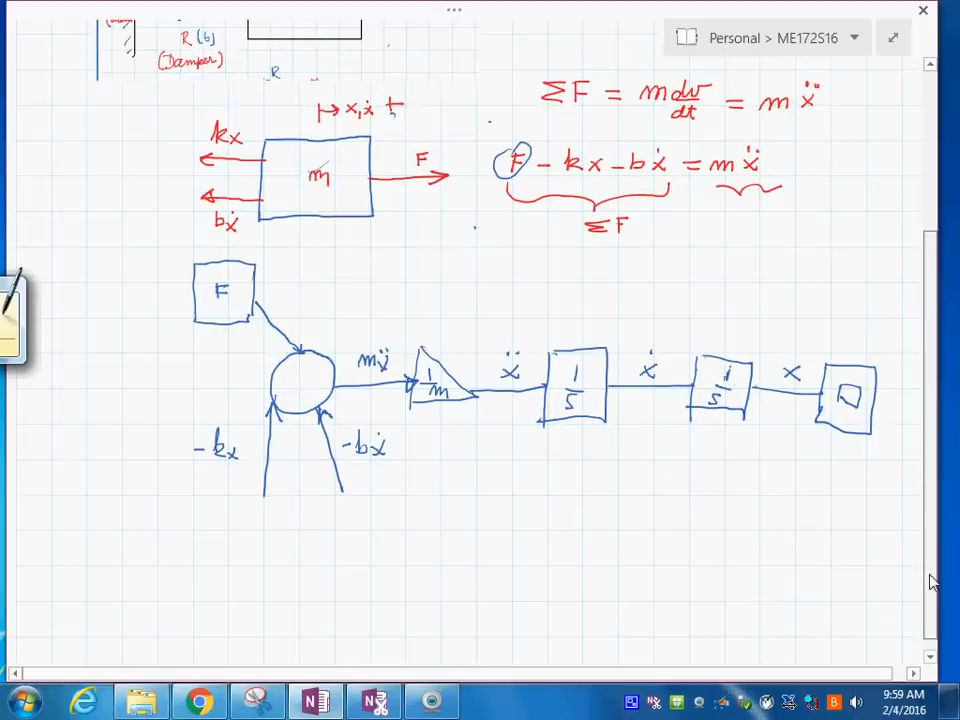 R (b)
(Damper)
R
Personal > ME172S16
ΣF = m dv/dt = m ẍ
x, ẋ +
kx
m
F
bẋ
F - kx - bẋ = mẍ
ΣF
F
mẍ
1/m
ẍ
1/s
ẋ
1/s
x
-kx
-bẋ
9:59 AM
2/4/2016